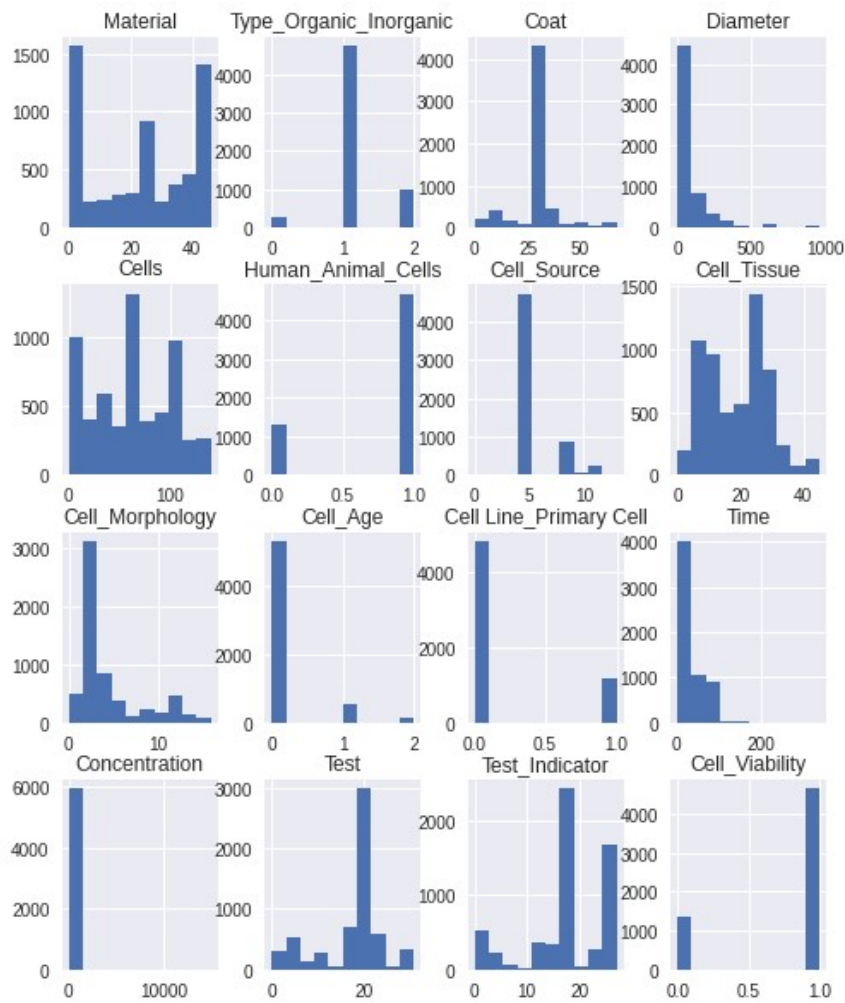 Material Type_Organic_Inorganic Coat Diameter
1500 1000 500 0
0 20 40
4000 3000 2000 1000 0
0 1 2
4000 3000 2000 1000 0
0 25 50
4000 3000 2000 1000 0
0 500 1000
Cells Human_Animal_Cells Cell_Source Cell_Tissue
1000 500 0
0 100
4000 3000 2000 1000 0
0.0 0.5 1.0
4000 3000 2000 1000 0
0 5 10
1500 1000 500 0
0 20 40
Cell_Morphology Cell_Age Cell Line_Primary Cell Time
3000 2000 1000 0
0 10
4000 2000 0
0 1 2
4000 2000 0
0.0 0.5 1.0
4000 3000 2000 1000 0
0 200
Concentration Test Test_Indicator Cell_Viability
6000 4000 2000 0
0 10000
3000 2000 1000 0
0 20
2000 1000 0
0 10 20
4000 3000 2000 1000 0
0.0 0.5 1.0